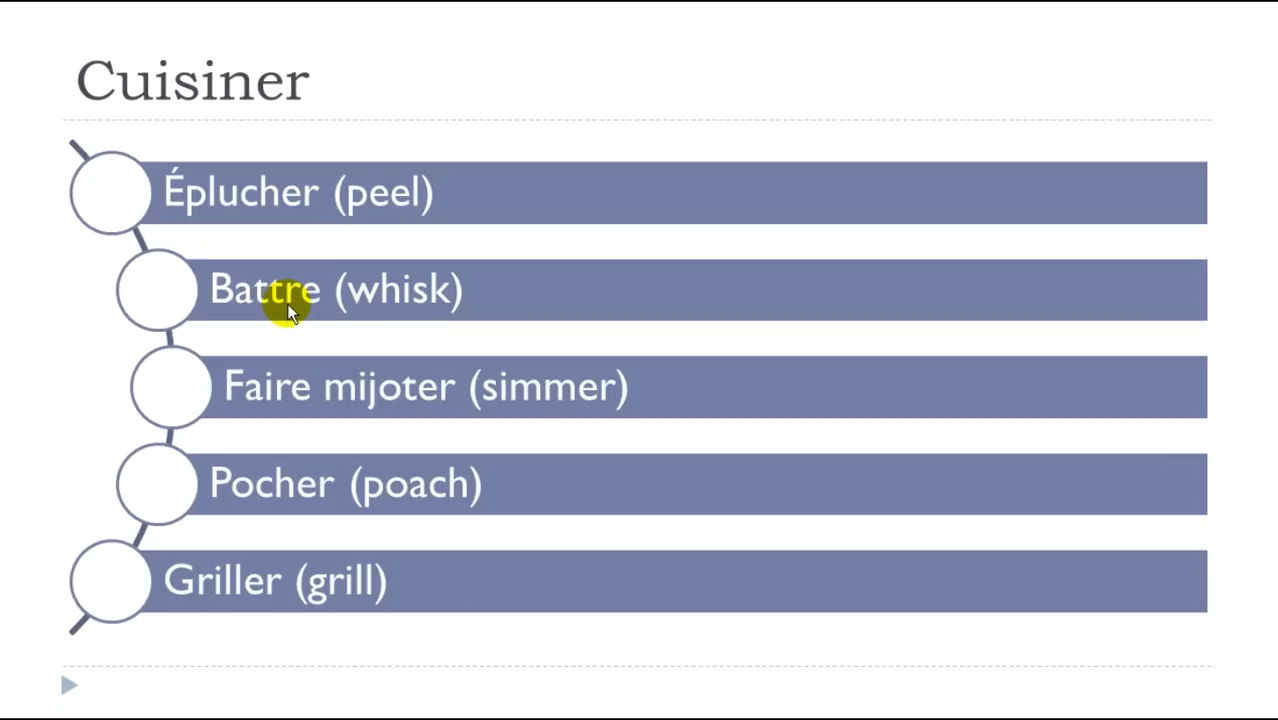 Cuisiner
Éplucher (peel)
Battre (whisk)
Faire mijoter (simmer)
Pocher (poach)
Griller (grill)